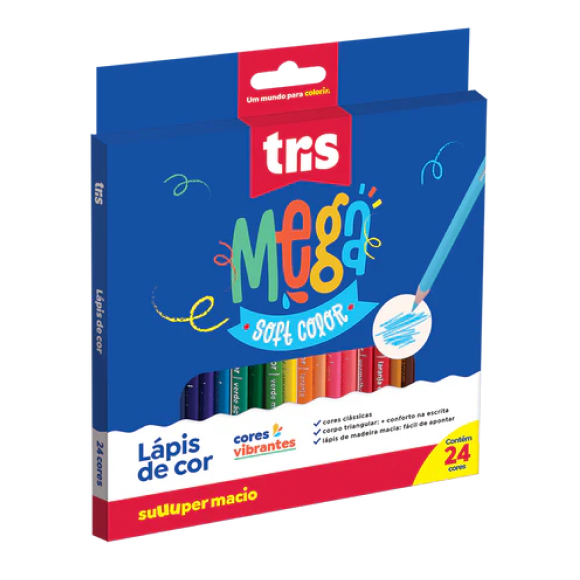 Um mundo para colorir.
tris
Mega
SOFT COLOR
tris
Lápis de cor
24 cores
Lápis
de cor
cores
vibrantes
cores clássicas
corpo triangular: + conforto na escrita
lápis de madeira macia: fácil de apontar
Contém
24
cores
suUuper macio